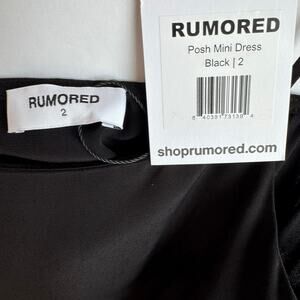 RUMORED
Posh Mini Dress
Black | 2
shoprumored.com
RUMORED
2